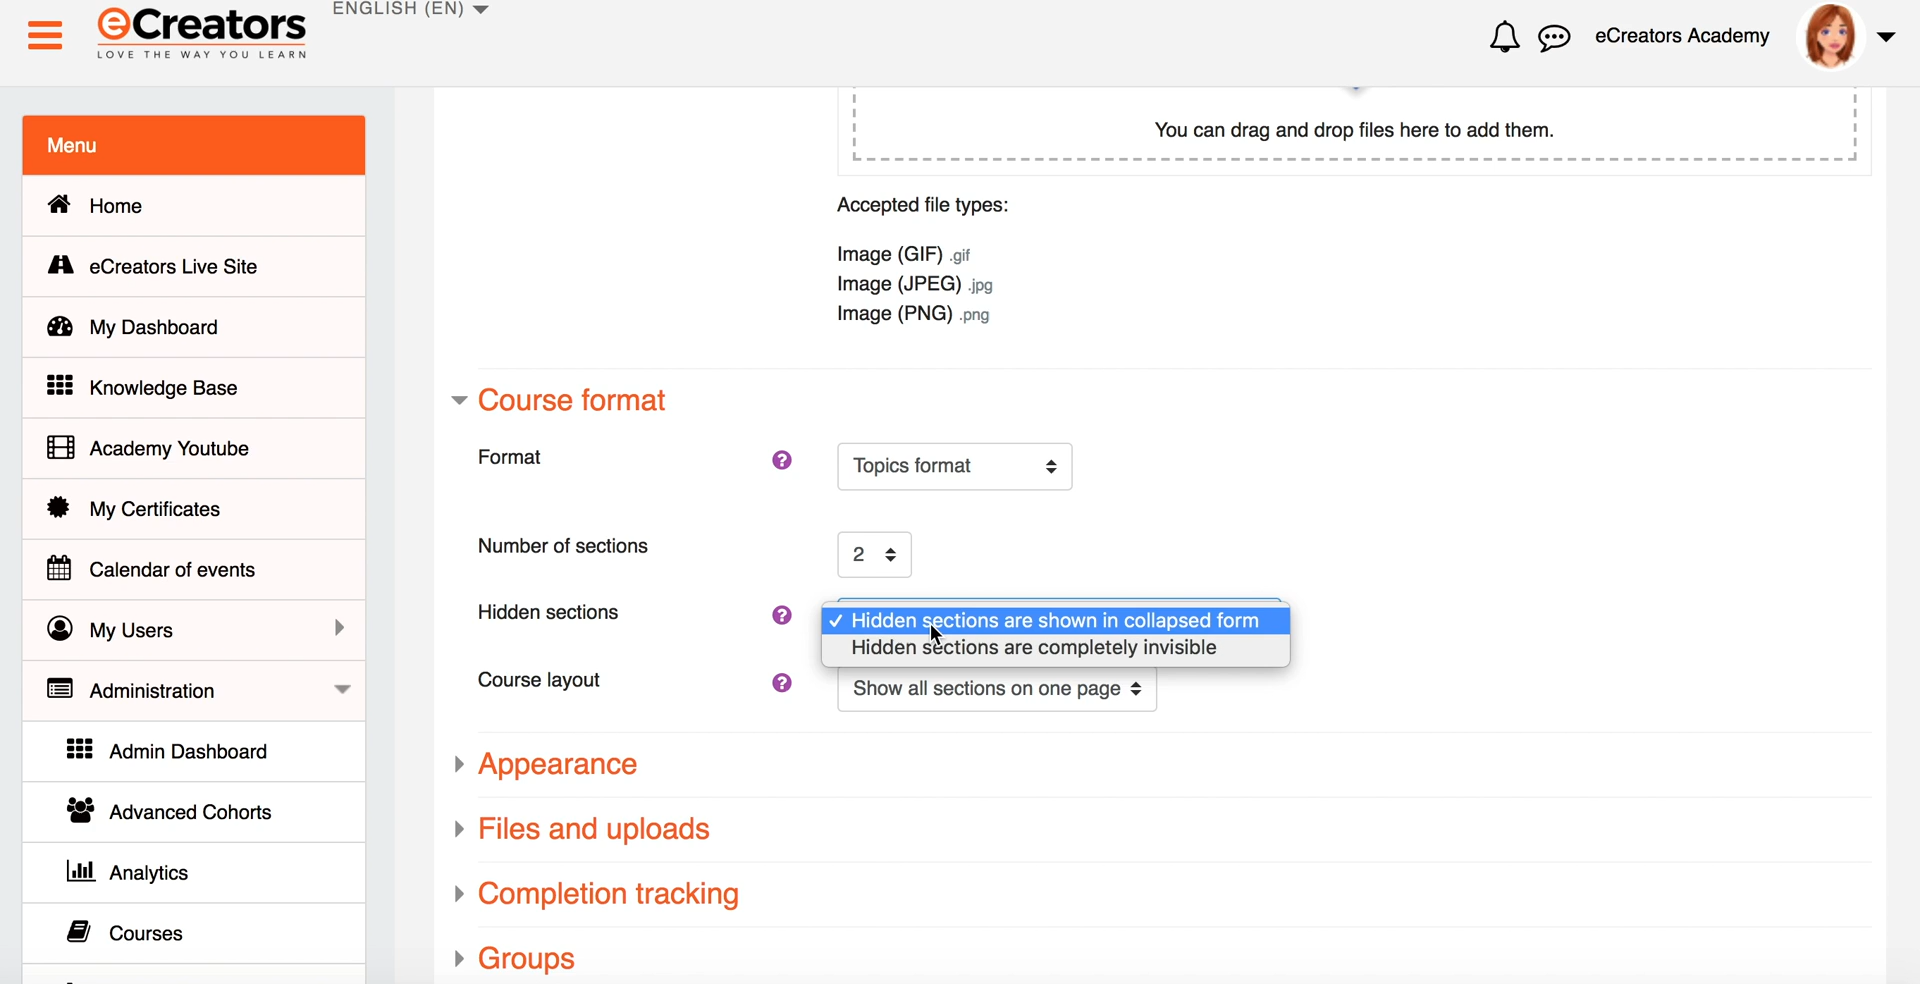 ENGLISH (EN)
eCreators
LOVE THE WAY YOU LEARN
eCreators Academy
Menu
Home
eCreators Live Site
My Dashboard
Knowledge Base
Academy Youtube
My Certificates
Calendar of events
My Users
Administration
Admin Dashboard
Advanced Cohorts
Analytics
Courses
You can drag and drop files here to add them.
Accepted file types:
Image (GIF) .gif
Image (JPEG) .jpg
Image (PNG) .png
Course format
Format ? Topics format
Number of sections 2
Hidden sections ? ✓ Hidden sections are shown in collapsed form
Hidden sections are completely invisible
Course layout ? Show all sections on one page
Appearance
Files and uploads
Completion tracking
Groups